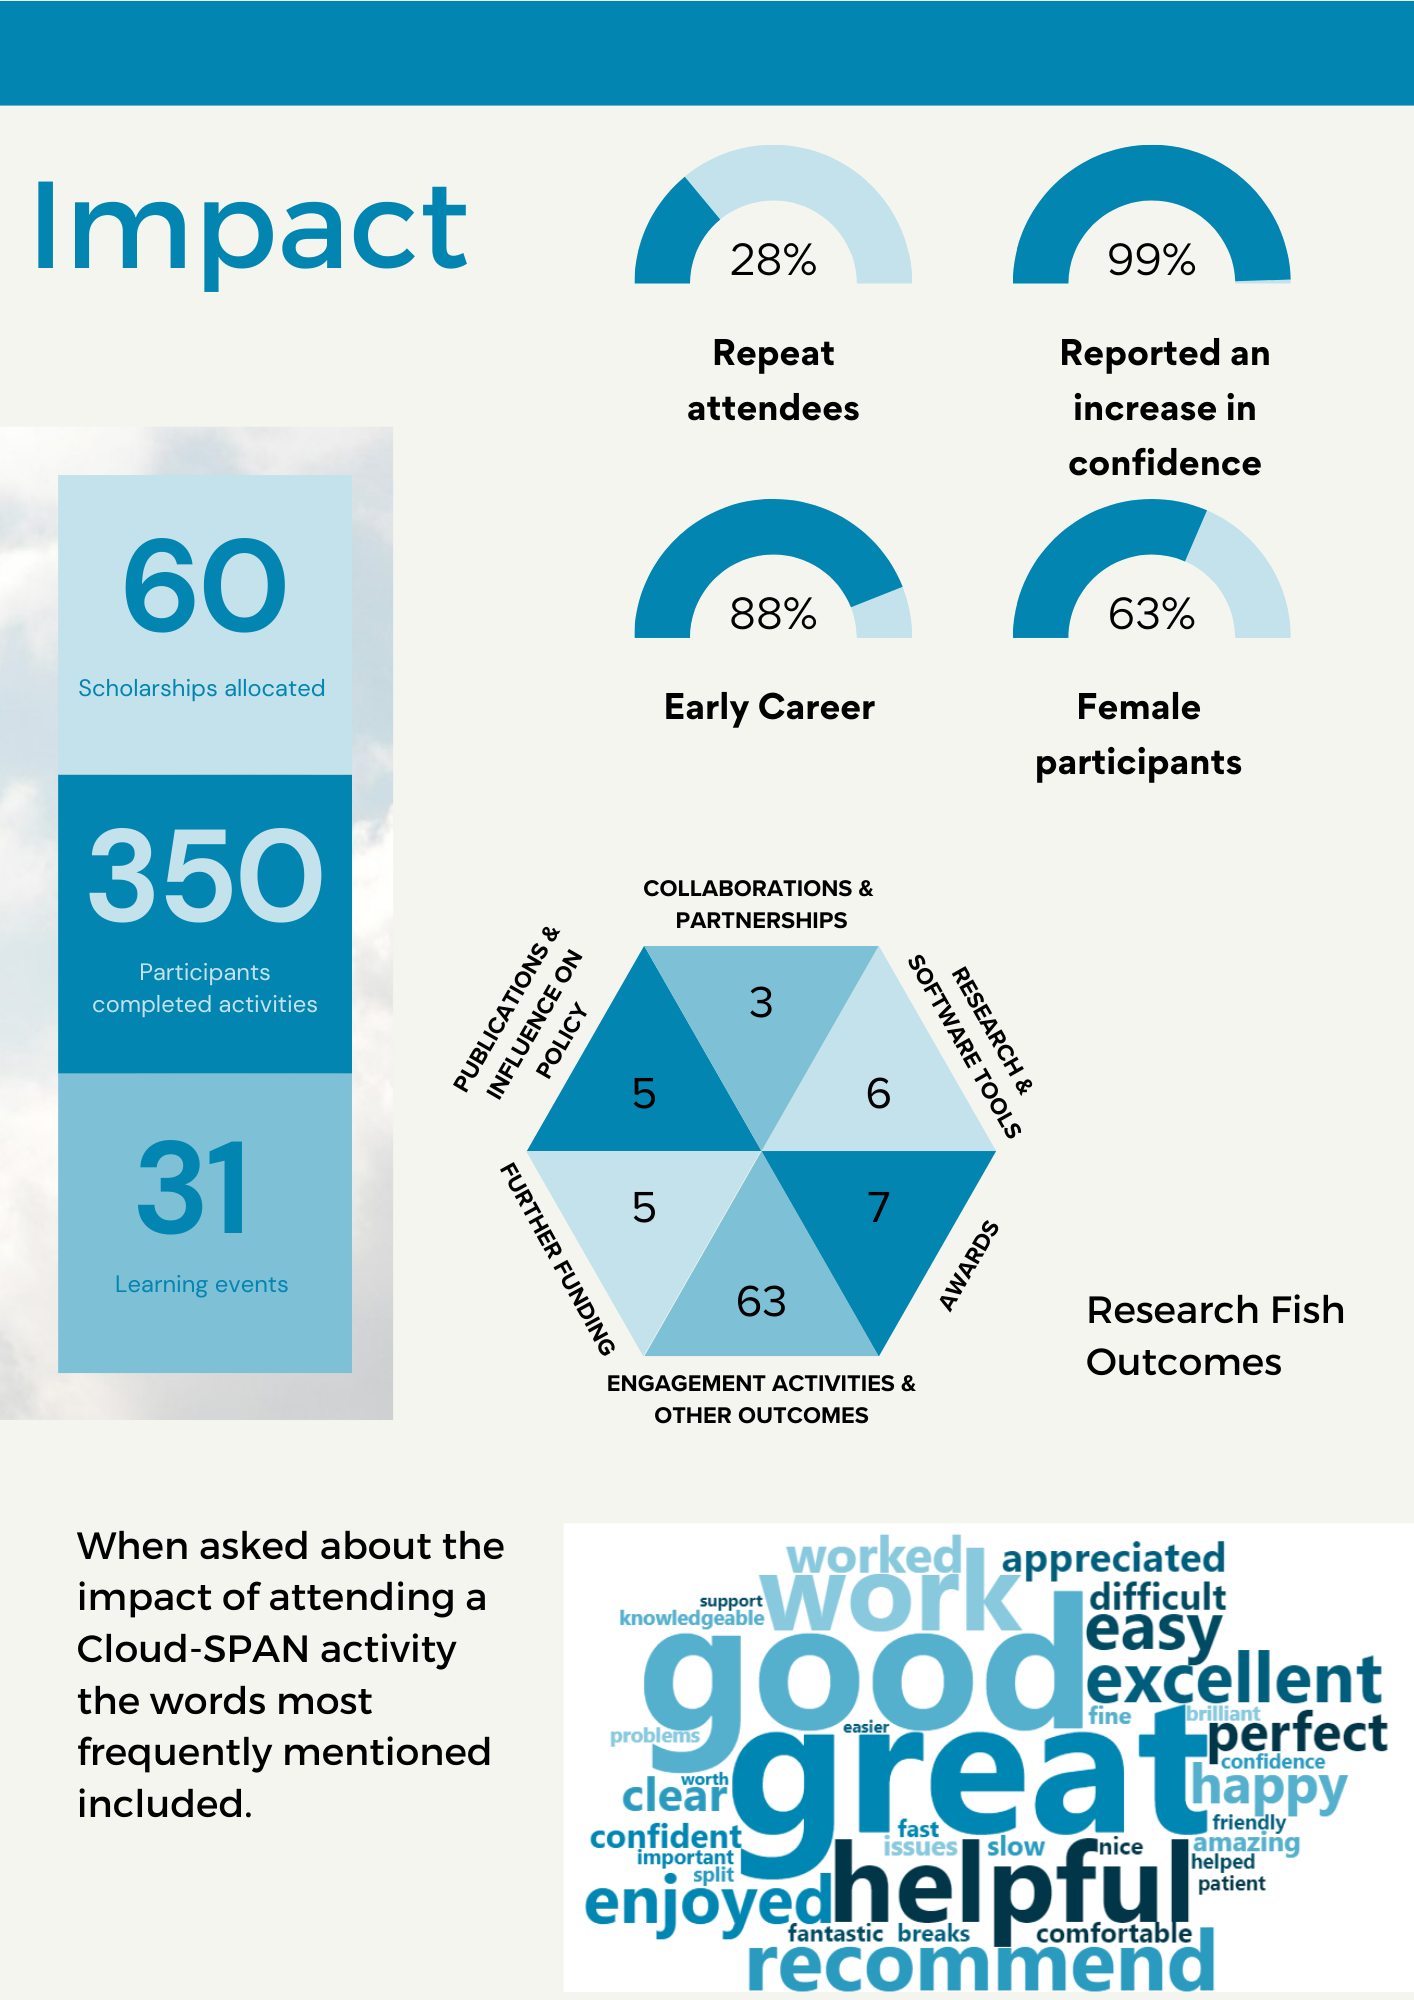 Impact
28%
Repeat
attendees
99%
Reported an
increase in
confidence
88%
Early Career
63%
Female
participants
60
Scholarships allocated
350
Participants
completed activities
31
Learning events
COLLABORATIONS &
PARTNERSHIPS
3
PUBLICATIONS &
INFLUENCE ON
POLICY
5
RESEARCH &
SOFTWARE TOOLS
6
FURTHER FUNDING
5
7
AWARDS
63
ENGAGEMENT ACTIVITIES &
OTHER OUTCOMES
Research Fish
Outcomes
When asked about the
impact of attending a
Cloud-SPAN activity
the words most
frequently mentioned
included.
worked
appreciated
work
support
difficult
knowledgeable
easy
good
excellent
fine
brilliant
easier
perfect
problems
great
confidence
worth
happy
clear
friendly
fast
confident
issues
slow
nice
amazing
important
helped
split
patient
enjoyed
helpful
fantastic
breaks
comfortable
recommend